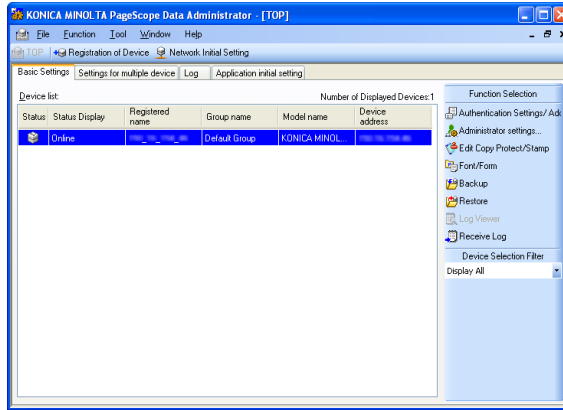 KONICA MINOLTA PageScope Data Administrator - [TOP]
File Function Tool Window Help
TOP Registration of Device Network Initial Setting
Basic Settings Settings for multiple device Log Application initial setting
Device list: Number of Displayed Devices:1
Status Status Display Registered name Group name Model name Device address
Online Default Group KONICA MINOL...
Function Selection
Authentication Settings/ Add
Administrator settings...
Edit Copy Protect/Stamp
Font/Form
Backup
Restore
Log Viewer
Receive Log
Device Selection Filter
Display All